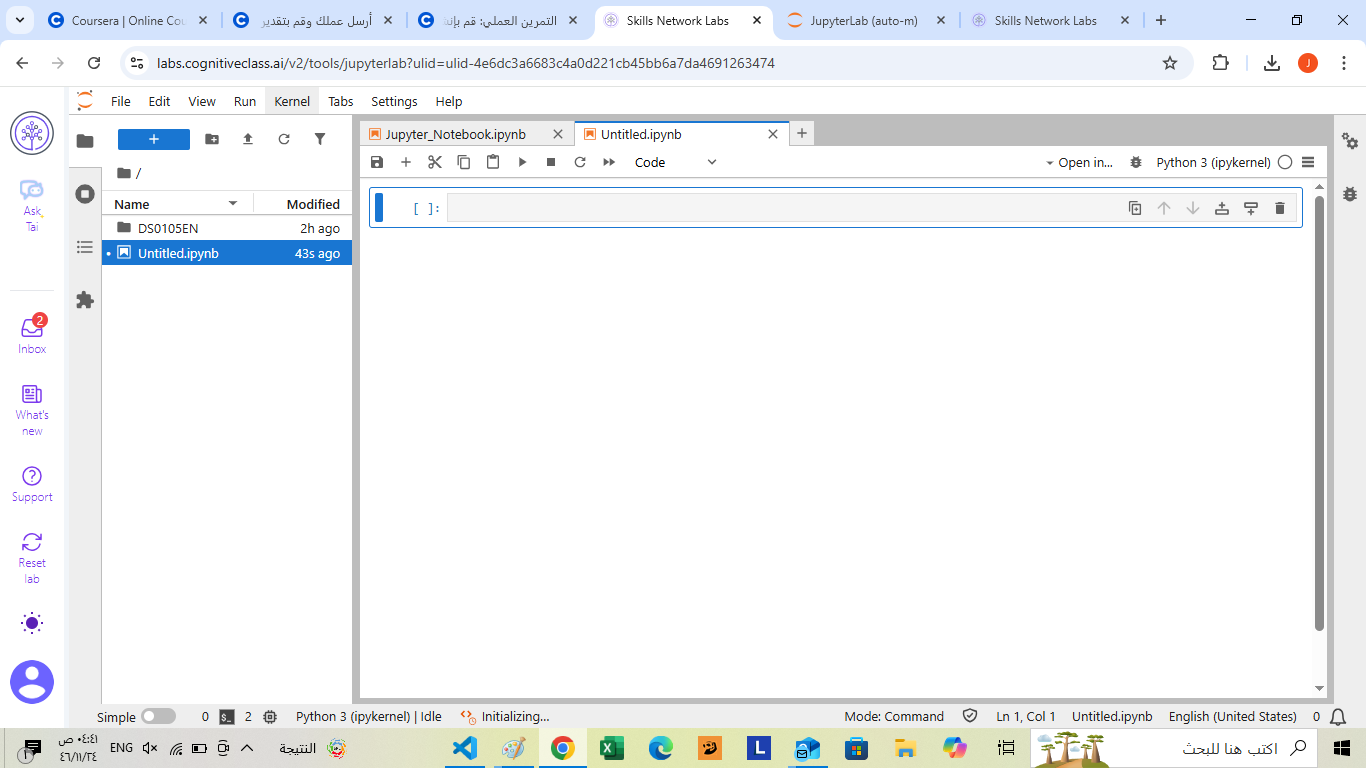 Coursera | Online Cou
أرسل عملك وقم بتقدير
التمرين العملي: قم بإنش
Skills Network Labs
JupyterLab (auto-m)
Skills Network Labs
labs.cognitiveclass.ai/v2/tools/jupyterlab?ulid=ulid-4e6dc3a6683c4a0d221cb45bb6a7da4691263474
J
File Edit View Run Kernel Tabs Settings Help
Ask
Tai
2
Inbox
What's
new
Support
Reset
lab
/
Name Modified
DS0105EN 2h ago
Untitled.ipynb 43s ago
Jupyter_Notebook.ipynb
Untitled.ipynb
Code
Open in...
Python 3 (ipykernel)
[ ]:
Simple 0 2 Python 3 (ipykernel) | Idle Initializing...
Mode: Command Ln 1, Col 1 Untitled.ipynb English (United States) 0
1
٠٤:٤١ ص
٤٦/١١/٢٤
ENG
النتيجة
L
اكتب هنا للبحث